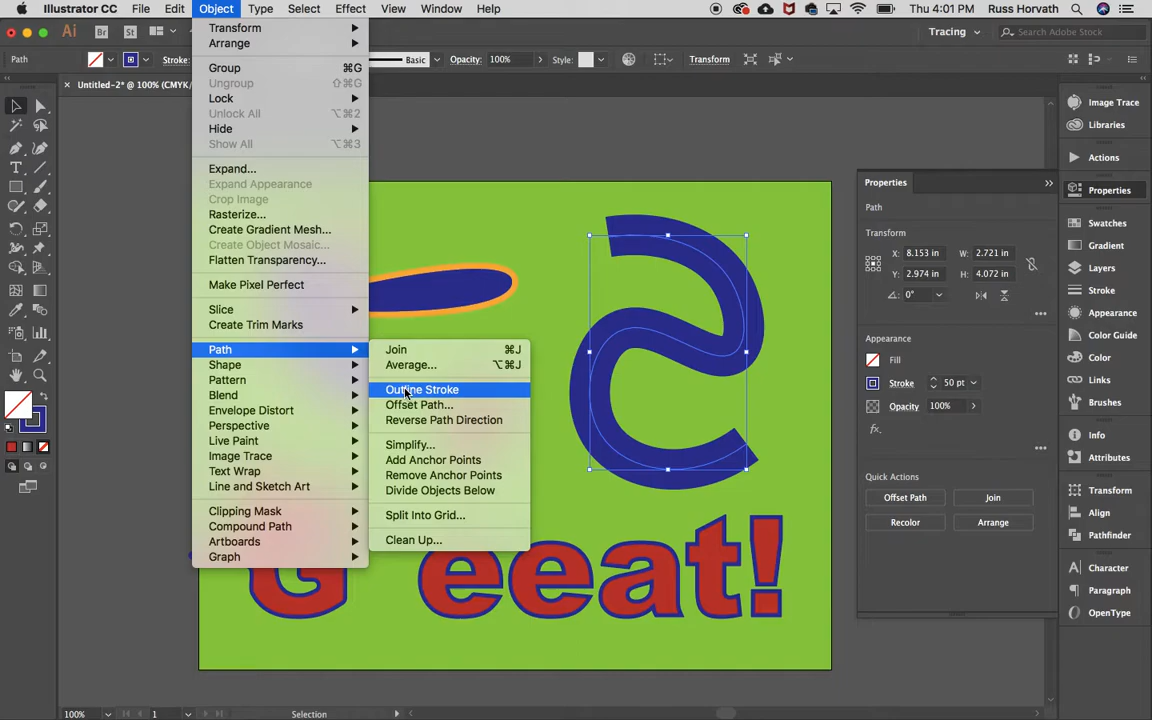 Illustrator CC File Edit Object Type Select Effect View Window Help Thu 4:01 PM Russ Horvath
Ai Br St Tracing Search Adobe Stock
Path Stroke: Basic Opacity: 100% Style: Transform
× Untitled-2* @ 100% (CMYK/
Transform
Arrange
Group ⌘G
Ungroup ⇧⌘G
Lock
Unlock All ⌥⌘2
Hide
Show All ⌥⌘3
Expand...
Expand Appearance
Crop Image
Rasterize...
Create Gradient Mesh...
Create Object Mosaic...
Flatten Transparency...
Make Pixel Perfect
Slice
Create Trim Marks
Path
Shape
Pattern
Blend
Envelope Distort
Perspective
Live Paint
Image Trace
Text Wrap
Line and Sketch Art
Clipping Mask
Compound Path
Artboards
Graph
Join ⌘J
Average... ⌥⌘J
Outline Stroke
Offset Path...
Reverse Path Direction
Simplify...
Add Anchor Points
Remove Anchor Points
Divide Objects Below
Split Into Grid...
Clean Up...
G eeat!
Properties
Path
Transform
X: 8.153 in W: 2.721 in
Y: 2.974 in H: 4.072 in
0°
Appearance
Fill
Stroke 50 pt
Opacity 100%
fx.
Quick Actions
Offset Path Join
Recolor Arrange
Image Trace
Libraries
Actions
Properties
Swatches
Gradient
Layers
Stroke
Appearance
Color Guide
Color
Links
Brushes
Info
Attributes
Transform
Align
Pathfinder
Character
Paragraph
OpenType
100% 1 Selection